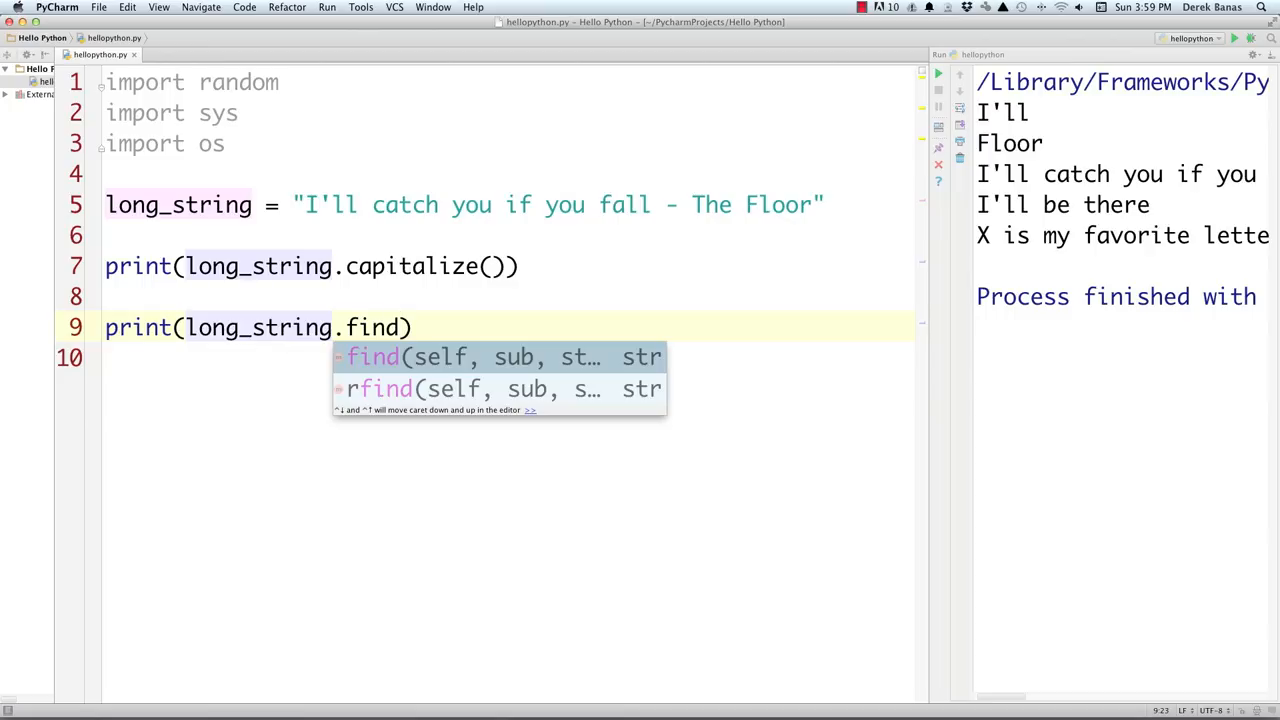 PyCharm File Edit View Navigate Code Refactor Run Tools VCS Window Help 10 Sun 3:59 PM Derek Banas
hellopython.py – Hello Python – [~/PycharmProjects/Hello Python]
Hello Python hellopython.py hellopython
hellopython.py × Run hellopython
Hello
hell
Extern
1 import random
2 sys
3 import os
4
5 long_string = "I'll catch you if you fall - The Floor"
6
7 print(long_string.capitalize())
8
9 print(long_string.find)
10
find(self, sub, st… str
rfind(self, sub, s… str
^↓ and ^↑ will move caret down and up in the editor >>
/Library/Frameworks/Py
I'll
Floor
I'll catch you if you
I'll be there
X is my favorite lette
Process finished with
9:23 LF UTF-8